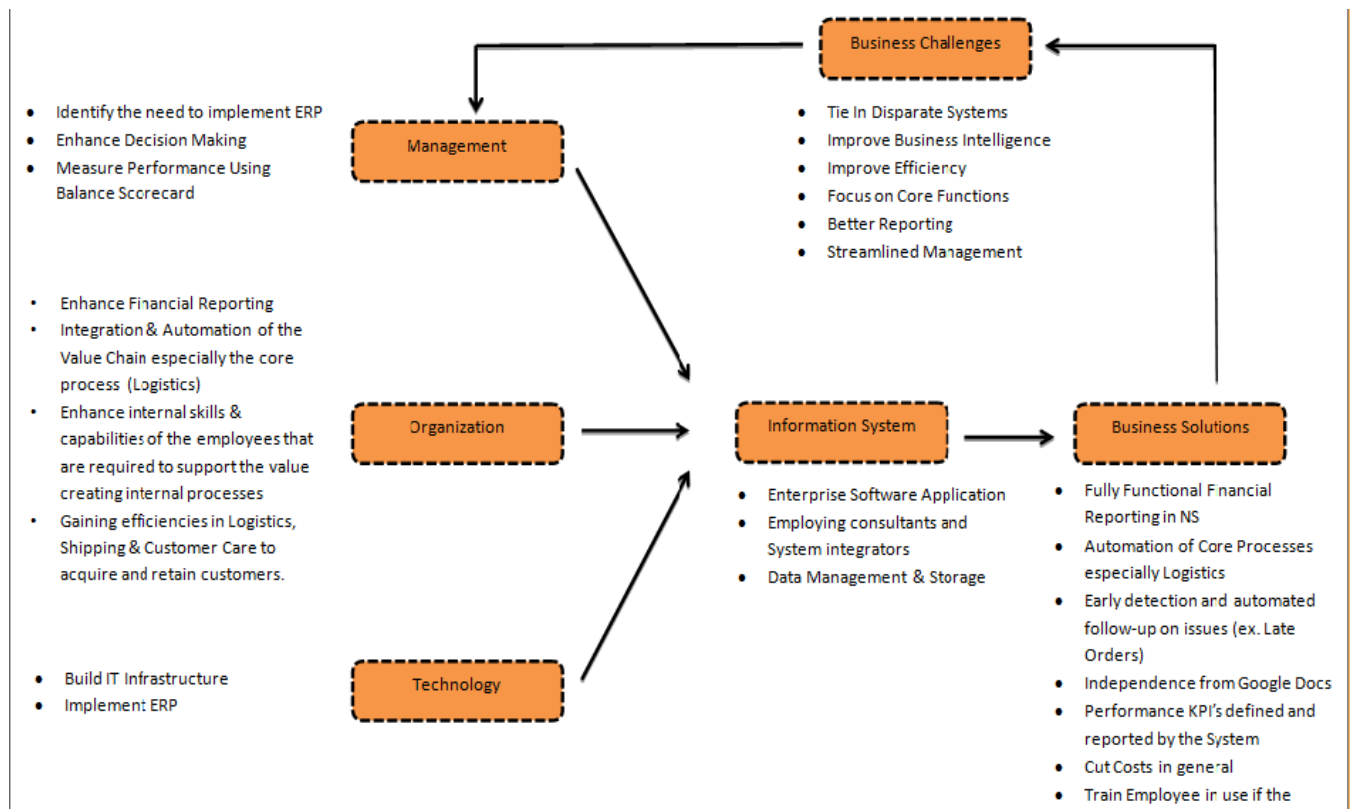 Business Challenges
● Tie In Disparate Systems
● Improve Business Intelligence
● Improve Efficiency
● Focus on Core Functions
● Better Reporting
● Streamlined Management
● Identify the need to implement ERP
● Enhance Decision Making
● Measure Performance Using
Balance Scorecard
Management
• Enhance Financial Reporting
• Integration & Automation of the
Value Chain especially the core
process (Logistics)
• Enhance internal skills &
capabilities of the employees that
are required to support the value
creating internal processes
• Gaining efficiencies in Logistics,
Shipping & Customer Care to
acquire and retain customers.
Organization
Information System
● Enterprise Software Application
● Employing consultants and
System integrators
● Data Management & Storage
Business Solutions
● Fully Functional Financial
Reporting in NS
● Automation of Core Processes
especially Logistics
● Early detection and automated
follow-up on issues (ex. Late
Orders)
● Independence from Google Docs
● Performance KPI's defined and
reported by the System
● Cut Costs in general
● Train Employee in use if the
● Build IT Infrastructure
● Implement ERP
Technology